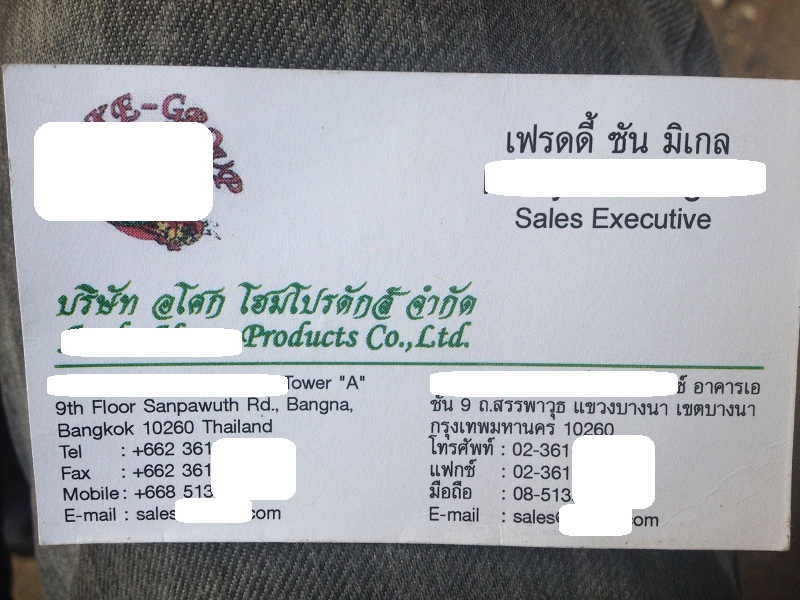 เฟรดดี้ ซัน มิเกล
Sales Executive
บริษัท อโศก โฮมโปรดักส์ จำกัด
Products Co.,Ltd.
Tower "A"
9th Floor Sanpawuth Rd., Bangna,
Bangkok 10260 Thailand
Tel : +662 361
Fax : +662 361
Mobile : +668 513
E-mail : sales com
อาคารเอ
ชั้น 9 ถ.สรรพาวุธ แขวงบางนา เขตบางนา
กรุงเทพมหานคร 10260
โทรศัพท์ : 02-361
แฟกซ์ : 02-361
มือถือ : 08-513
E-mail : sales om